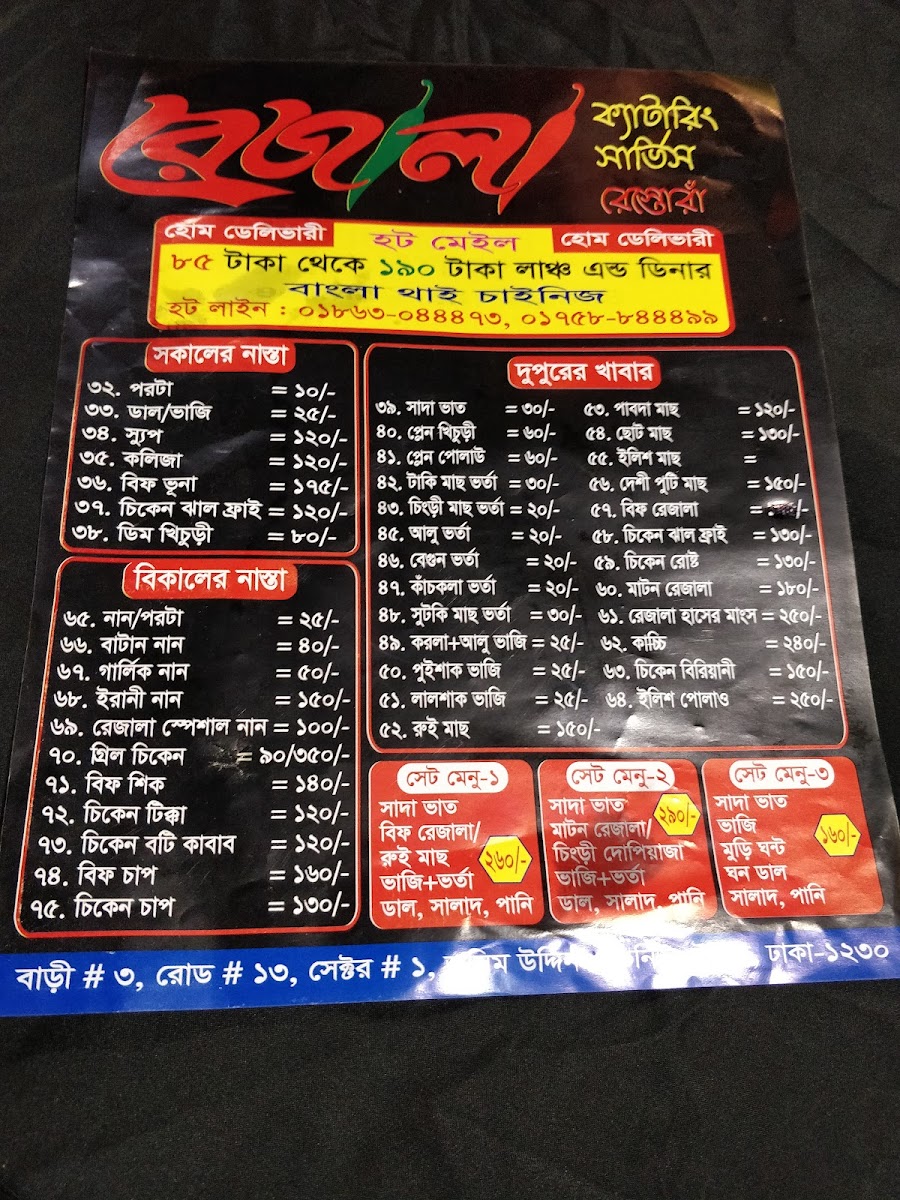 রেজালা
ক্যাটারিং
সার্ভিস
রেস্তোরাঁ
হোম ডেলিভারী
হট মেইল
হোম ডেলিভারী
৮৫ টাকা থেকে ১৯০ টাকা লাঞ্চ এন্ড ডিনার
বাংলা থাই চাইনিজ
হট লাইন : ০১৮৬৩-০৪৪৪৭৩, ০১৭৫৮-৮৪৪৪৯৯
সকালের নাস্তা
৩২. পরটা = ১০/-
৩৩. ডাল/ভাজি = ২৫/-
৩৪. স্যুপ = ১২০/-
৩৫. কলিজা = ১২০/-
৩৬. বিফ ভূনা = ১৭৫/-
৩৭. চিকেন ঝাল ফ্রাই = ১২০/-
৩৮. ডিম খিচুড়ী = ৮০/-
বিকালের নাস্তা
৬৫. নান/পরটা = ২৫/-
৬৬. বাটান নান = ৪০/-
৬৭. গার্লিক নান = ৫০/-
৬৮. ইরানী নান = ১৫০/-
৬৯. রেজালা স্পেশাল নান = ১০০/-
৭০. গ্রিল চিকেন = ৯০/৩৫০/-
৭১. বিফ শিক = ১৪০/-
৭২. চিকেন টিক্কা = ১২০/-
৭৩. চিকেন বটি কাবাব = ১২০/-
৭৪. বিফ চাপ = ১৬০/-
৭৫. চিকেন চাপ = ১৩০/-
দুপুরের খাবার
৩৯. সাদা ভাত = ৩০/-
৪০. প্লেন খিচুড়ী = ৬০/-
৪১. প্লেন পোলাউ = ৬০/-
৪২. টাকি মাছ ভর্তা = ৩০/-
৪৩. চিংড়ী মাছ ভর্তা = ২০/-
৪৫. আলু ভর্তা = ২০/-
৪৬. বেগুন ভর্তা = ২০/-
৪৭. কাঁচকলা ভর্তা = ২০/-
৪৮. সুটকি মাছ ভর্তা = ৩০/-
৪৯. করলা+আলু ভাজি = ২৫/-
৫০. পুইশাক ভাজি = ২৫/-
৫১. লালশাক ভাজি = ২৫/-
৫২. রুই মাছ = ১৫০/-
৫৩. পাবদা মাছ = ১২০/-
৫৪. ছোট মাছ = ১৩০/-
৫৫. ইলিশ মাছ =
৫৬. দেশী পুটি মাছ = ১৫০/-
৫৭. বিফ রেজালা =
৫৮. চিকেন ঝাল ফ্রাই = ১৩০/-
৫৯. চিকেন রোষ্ট = ১৩০/-
৬০. মাটন রেজালা = ১৮০/-
৬১. রেজালা হাসের মাংস = ২৫০/-
৬২. কাচ্চি = ২৪০/-
৬৩. চিকেন বিরিয়ানী = ১৫০/-
৬৪. ইলিশ পোলাও = ২৫০/-
সেট মেনু-১
সাদা ভাত
বিফ রেজালা/
রুই মাছ
ভাজি+ভর্তা
ডাল, সালাদ, পানি
২৬০/-
সেট মেনু-২
সাদা ভাত
মাটন রেজালা/
চিংড়ী দোপিয়াজা
ভাজি+ভর্তা
ডাল, সালাদ, পানি
২৯০/-
সেট মেনু-৩
সাদা ভাত
ভাজি
মুড়ি ঘন্ট
ঘন ডাল
সালাদ, পানি
১৬০/-
বাড়ী # ৩, রোড # ১৩, সেক্টর # ১, উদ্দিন ঢাকা-১২৩০